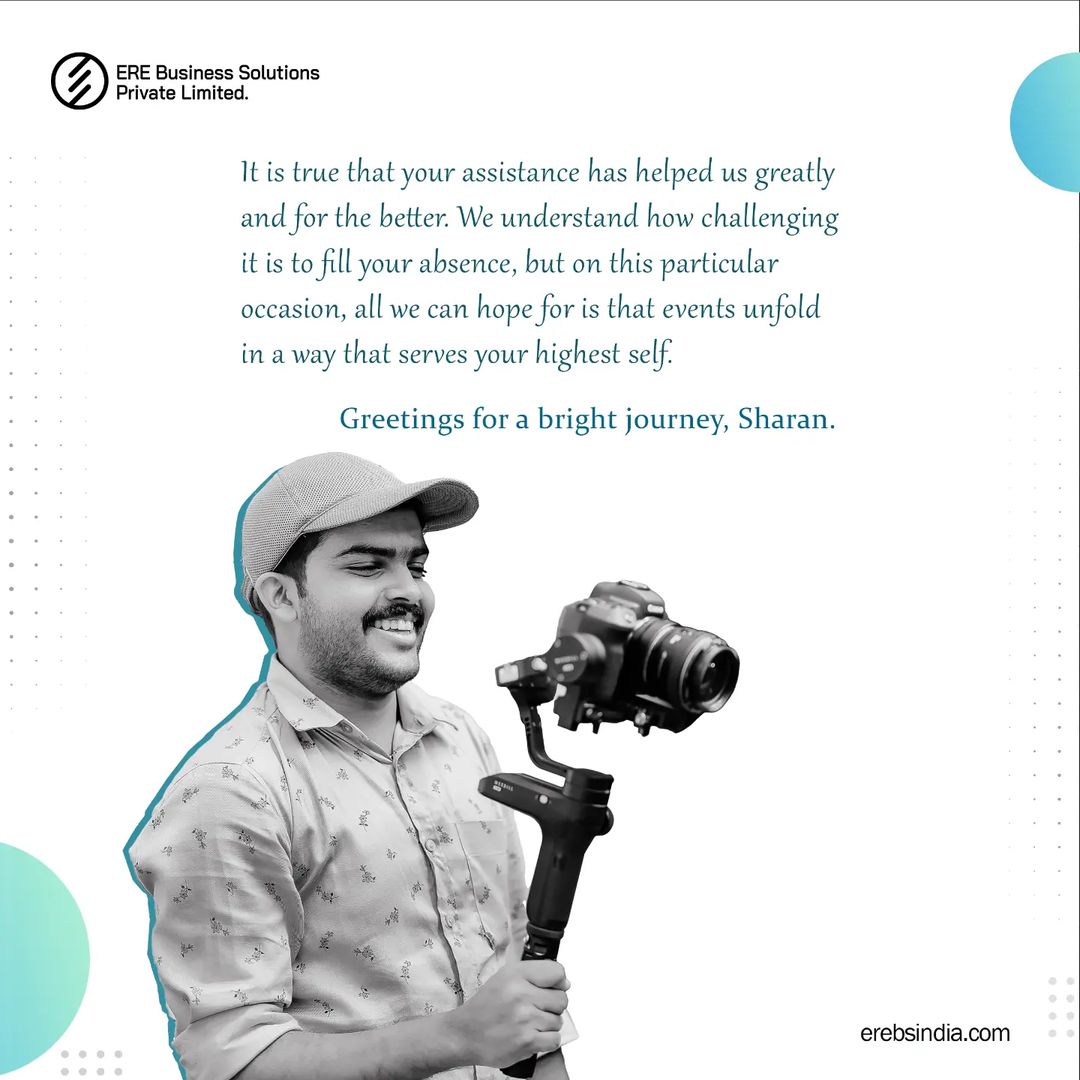 ERE Business Solutions
Private Limited.
It is true that your assistance has helped us greatly
and for the better. We understand how challenging
it is to fill your absence, but on this particular
occasion, all we can hope for is that events unfold
in a way that serves your highest self.
Greetings for a bright journey, Sharan.
erebsindia.com